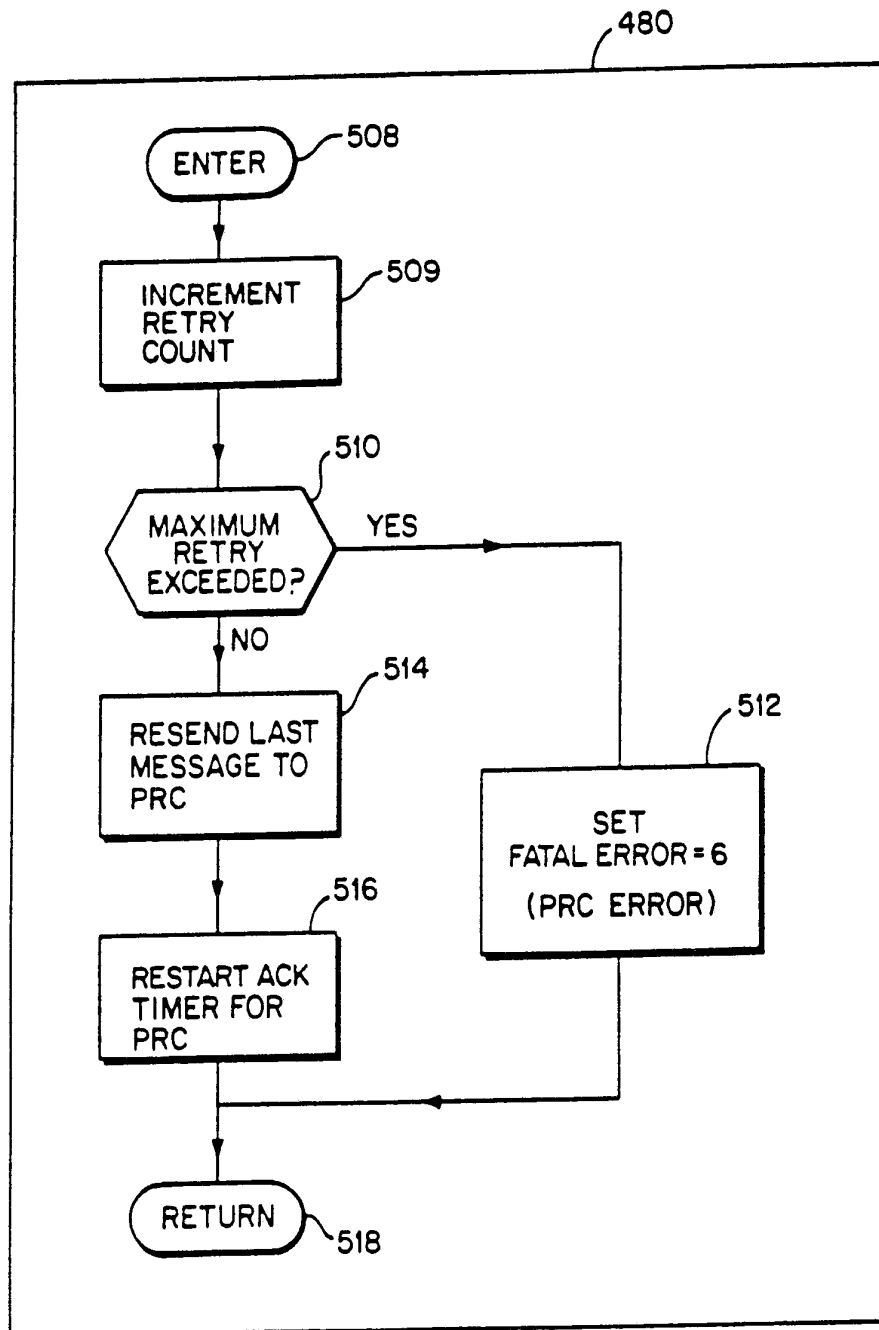 480
ENTER
508
INCREMENT
RETRY
COUNT
509
MAXIMUM
RETRY
EXCEEDED?
510
YES
NO
RESEND LAST
MESSAGE TO
PRC
514
SET
FATAL ERROR = 6
(PRC ERROR)
512
RESTART ACK
TIMER FOR
PRC
516
RETURN
518